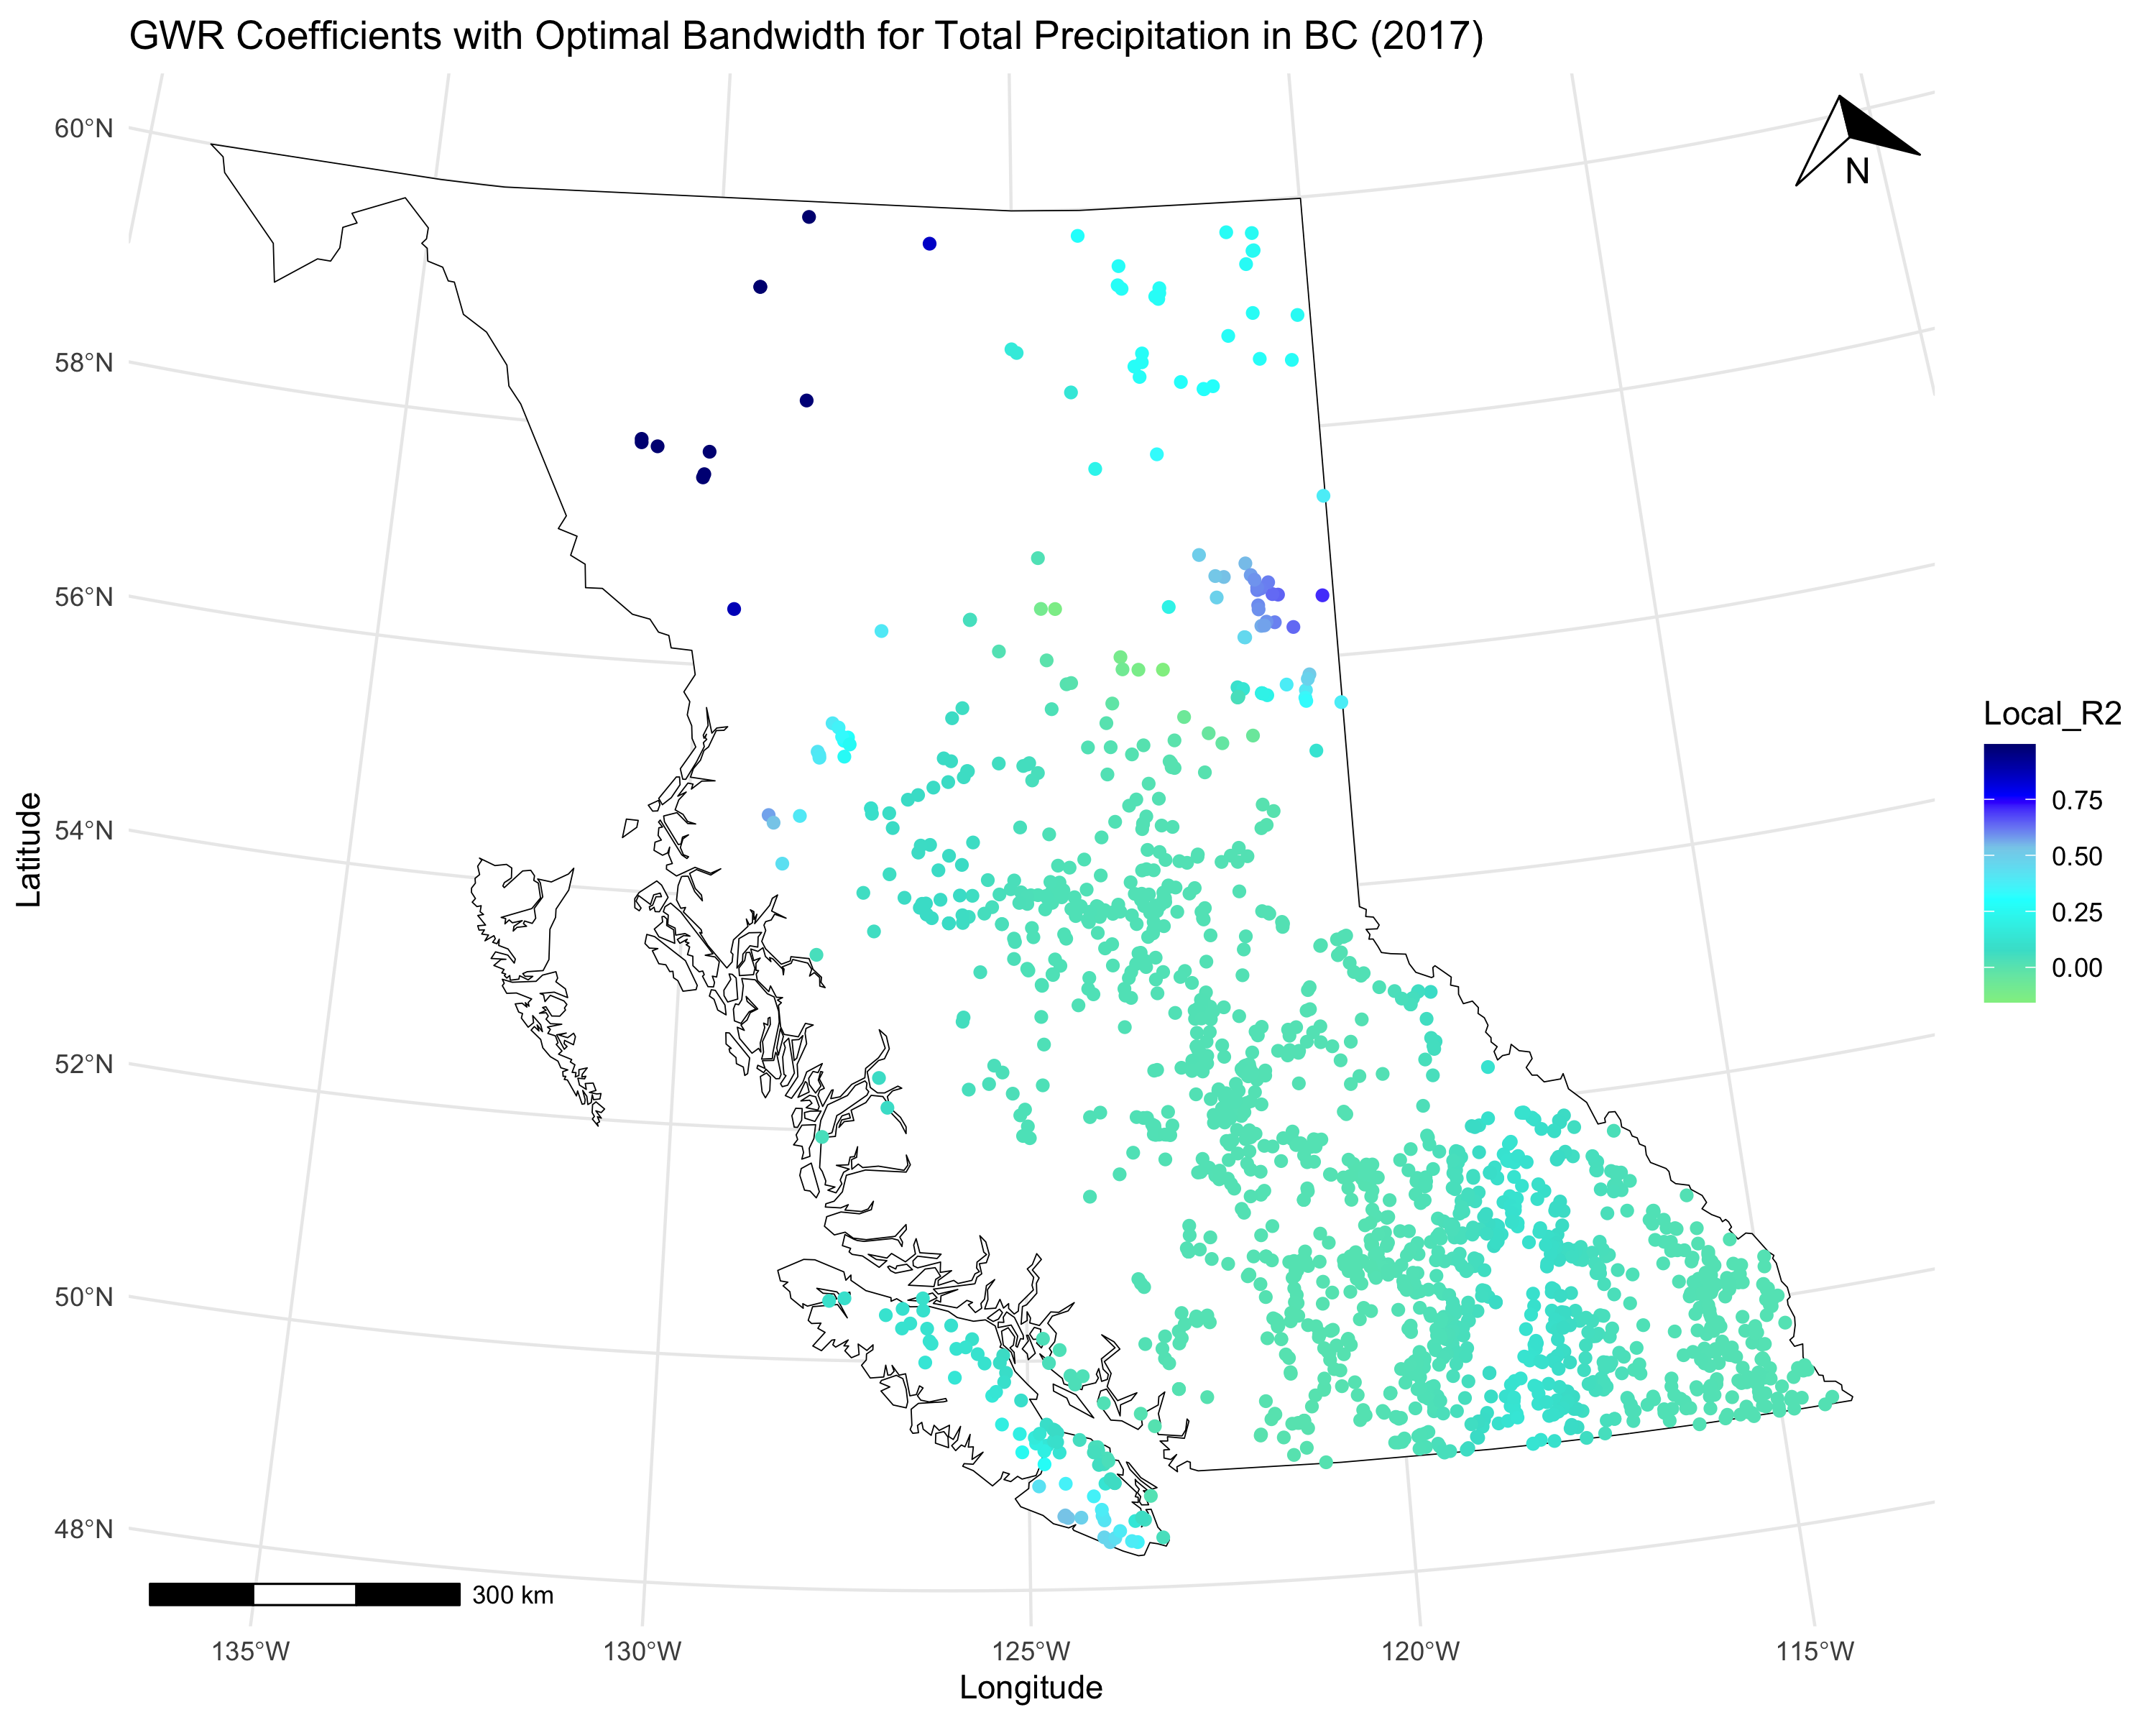 GWR Coefficients with Optimal Bandwidth for Total Precipitation in BC (2017)
60°N
58°N
56°N
54°N
52°N
50°N
48°N
Latitude
N
Local_R2
0.75
0.50
0.25
0.00
300 km
135°W
130°W
125°W
120°W
115°W
Longitude